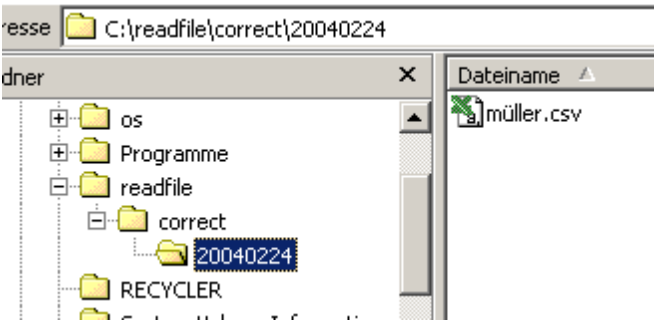 resse C:\readfile\correct\20040224
dner
Dateiname
os
müller.csv
Programme
readfile
correct
20040224
RECYCLER